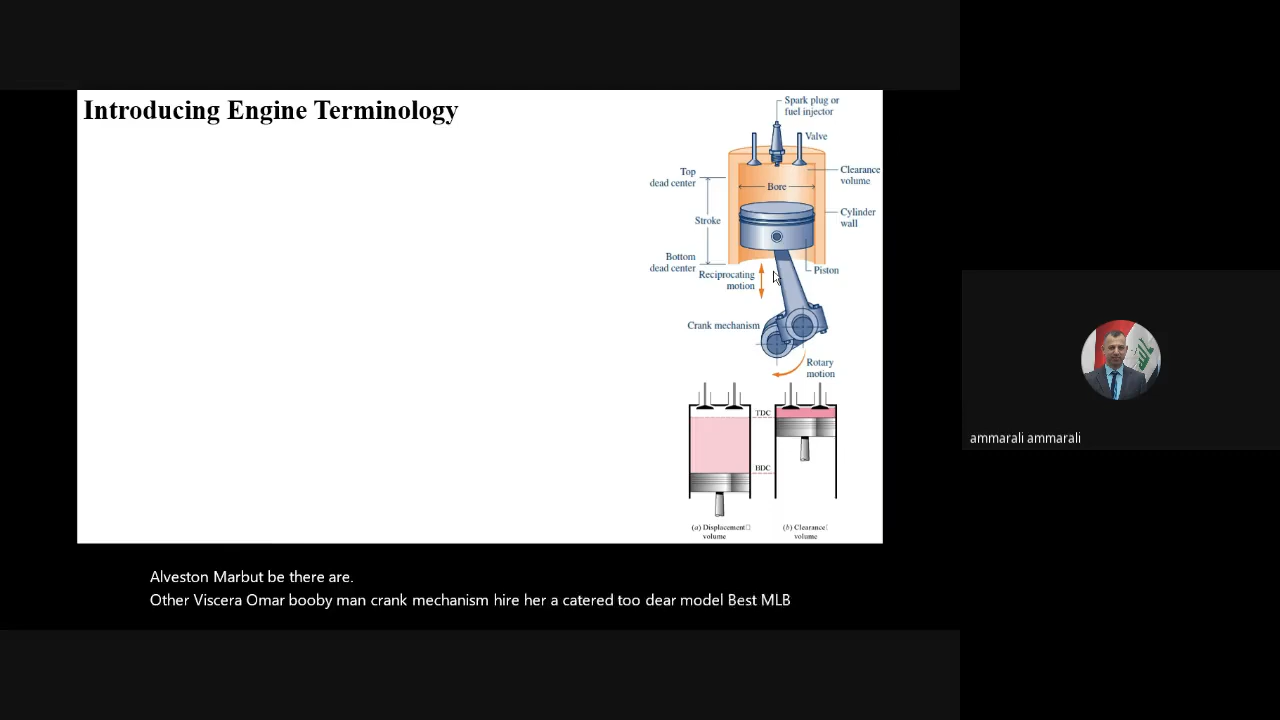 Introducing Engine Terminology
Spark plug or
fuel injector
Valve
Top
dead center
Clearance
volume
Bore
Stroke
Cylinder
wall
Bottom
dead center
Reciprocating
motion
Piston
Crank mechanism
Rotary
motion
TDC
BDC
(a) Displacement
volume
(b) Clearance
volume
ammarali ammarali
Alveston Marbut be there are.
Other Viscera Omar booby man crank mechanism hire her a catered too dear model Best MLB